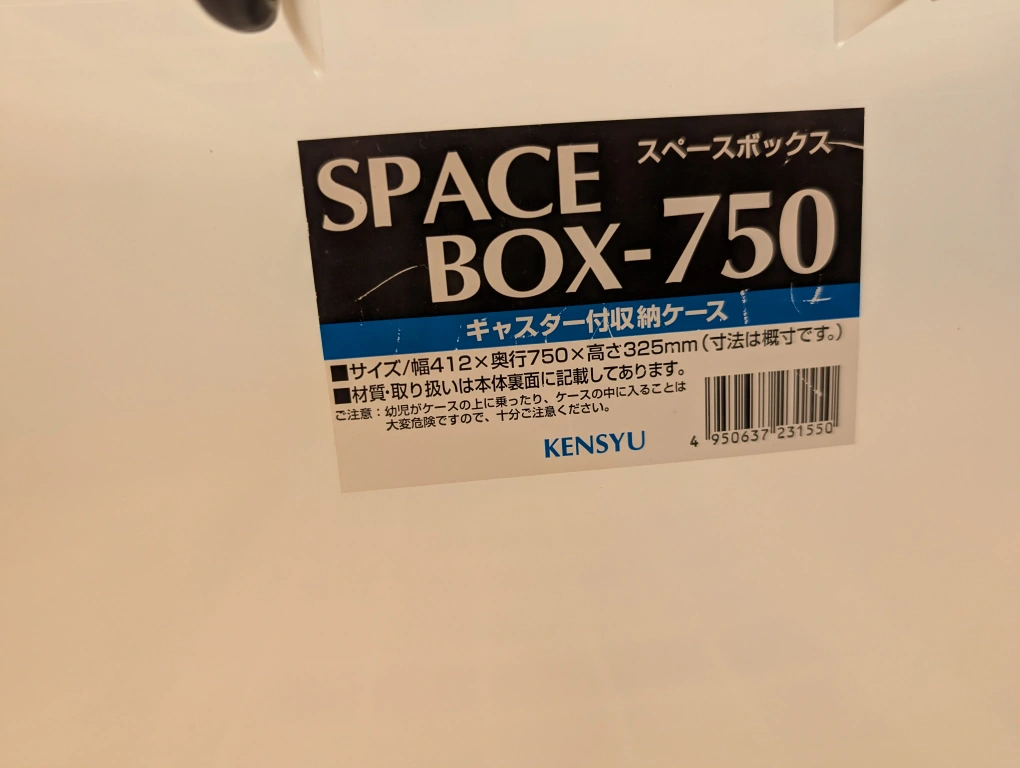 SPACE
スペースボックス
BOX-750
キャスター付収納ケース
■サイズ/幅412×奥行750×高さ325mm(寸法は概寸です。)
■材質・取り扱いは本体裏面に記載してあります。
ご注意：幼児がケースの上に乗ったり、ケースの中に入ることは
大変危険ですので、十分ご注意ください。
KENSYU
4 950637 231550